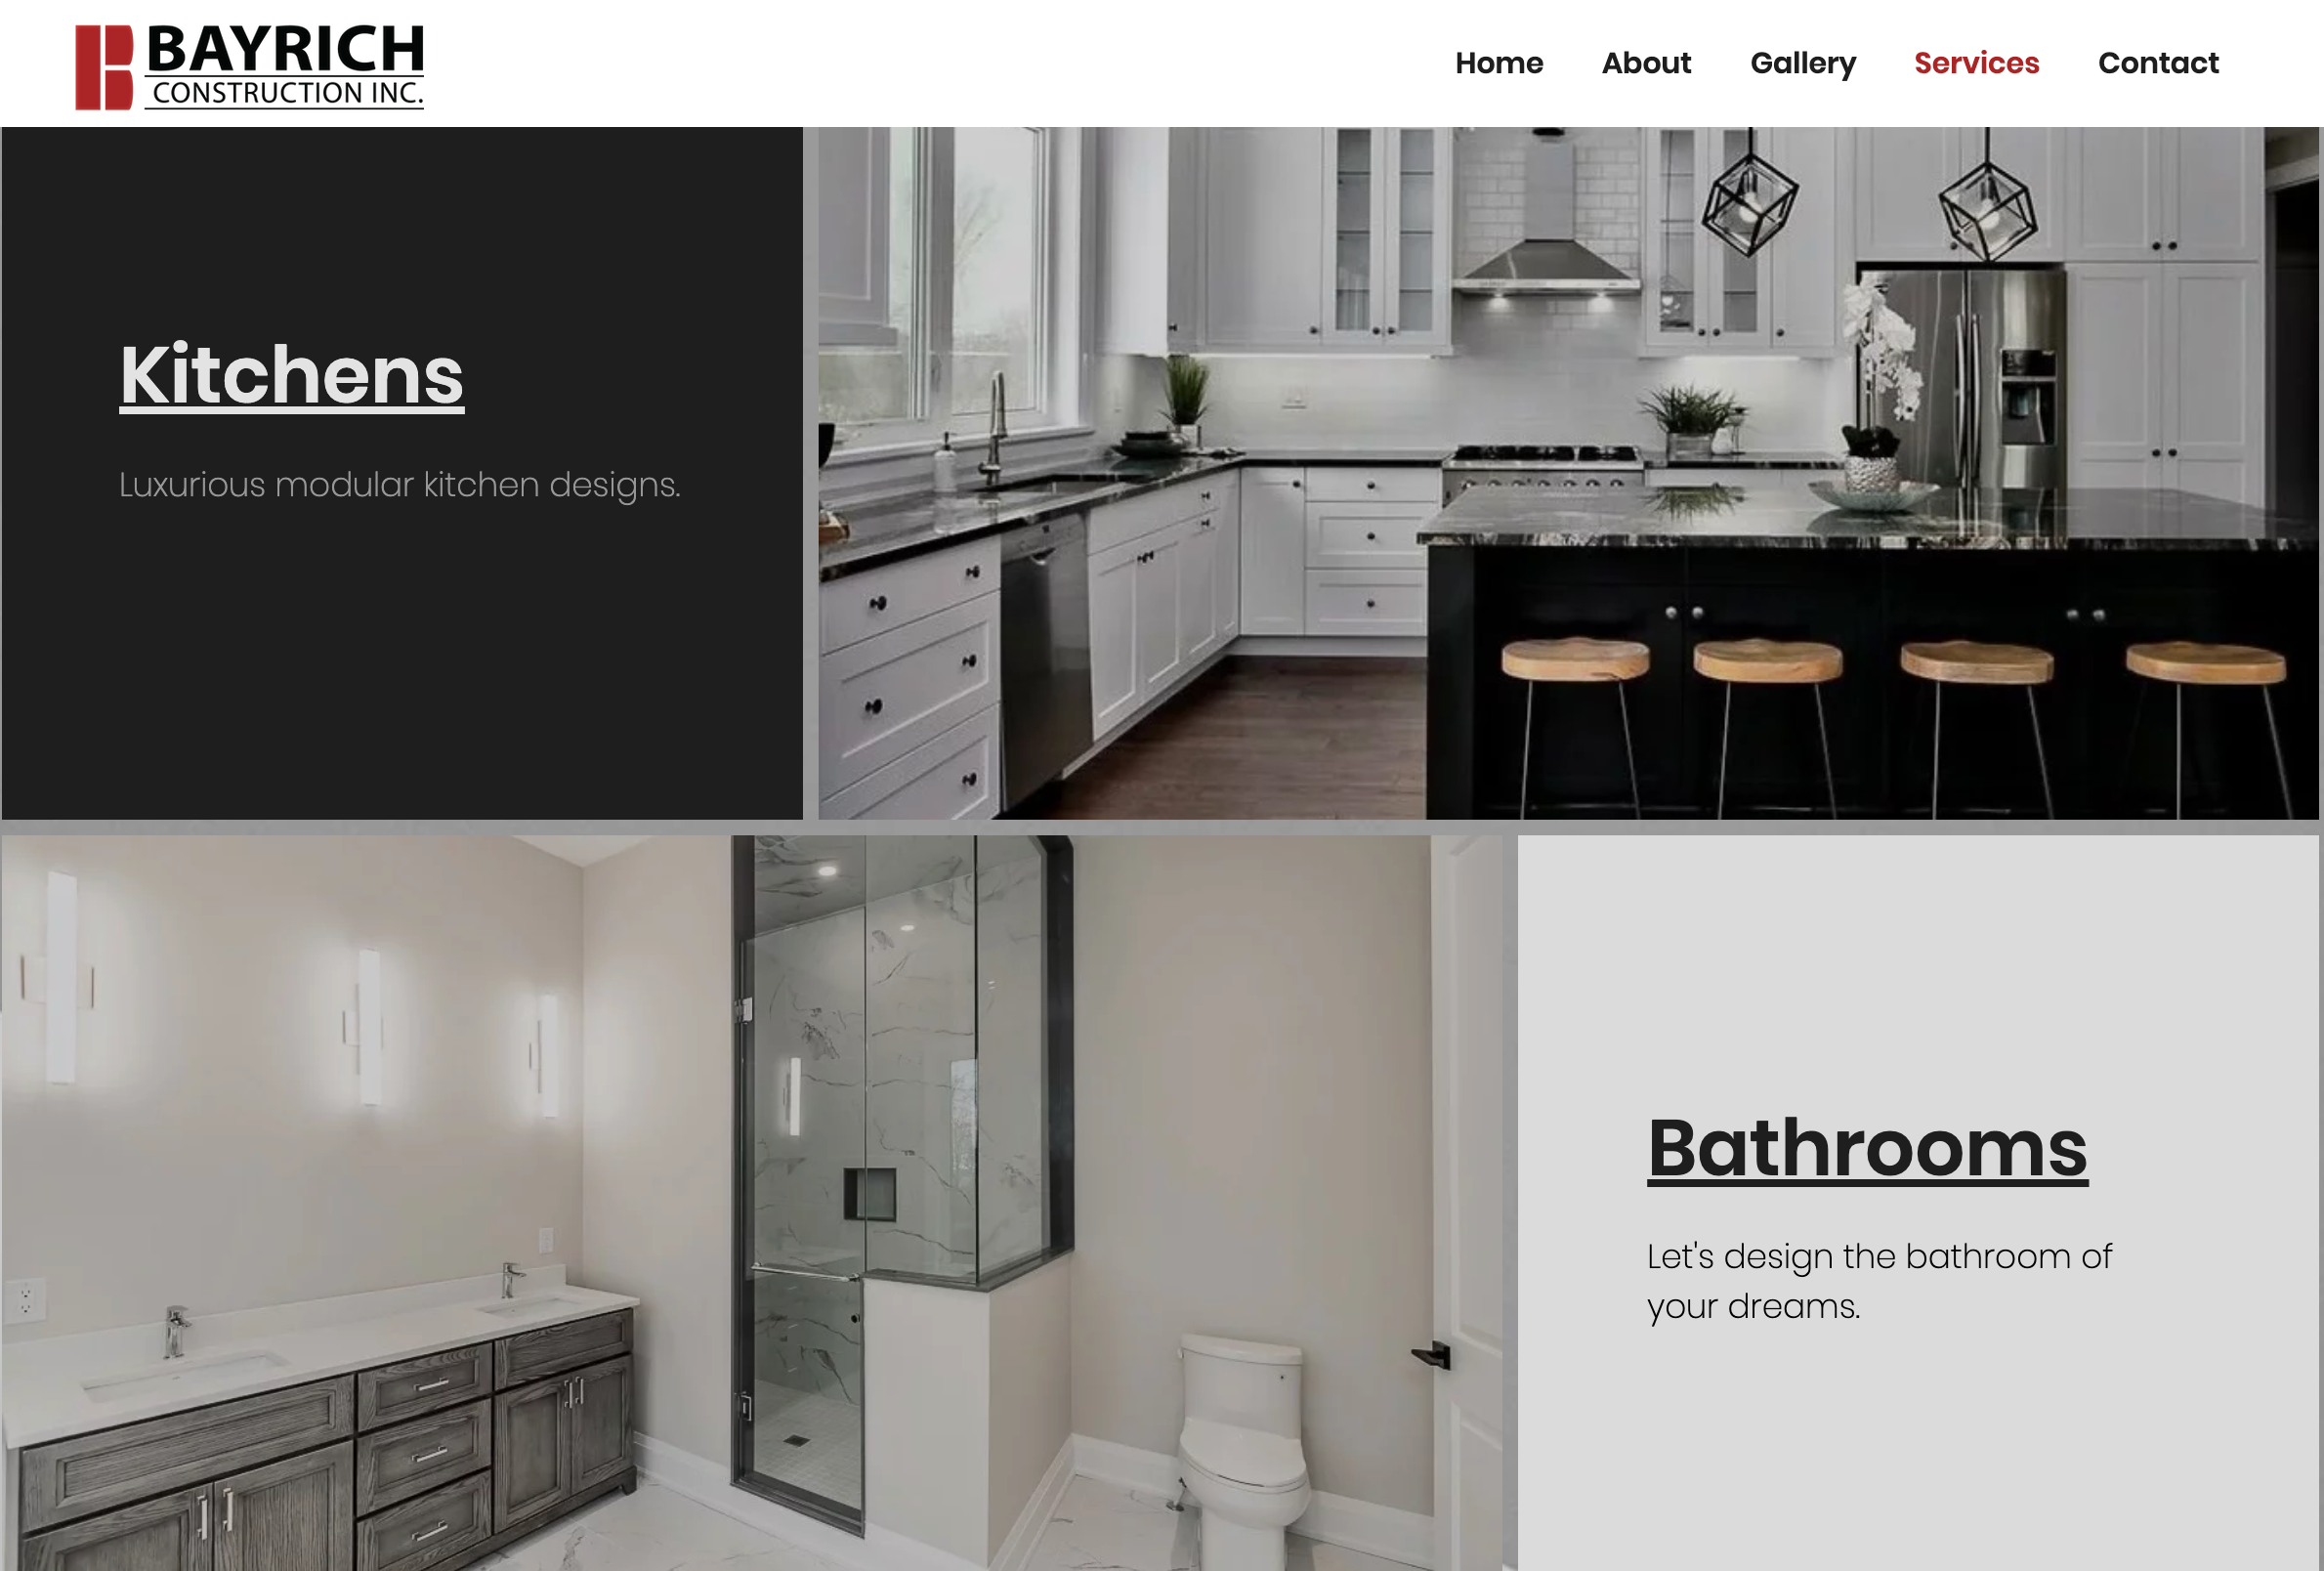 BAYRICH
CONSTRUCTION INC.
Home About Gallery Services Contact
Kitchens
Luxurious modular kitchen designs.
Bathrooms
Let's design the bathroom of
your dreams.